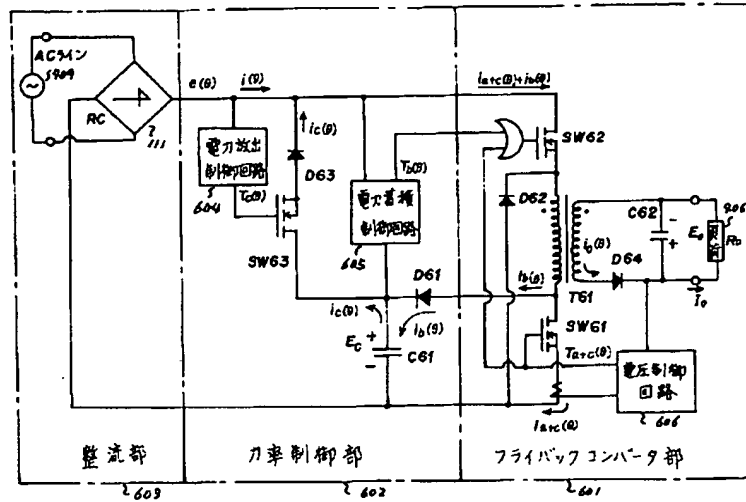 ACライン
S909
RC
111
e(θ)
i(θ)
電力放出
制御回路
Tc(θ)
604
ic(θ)
D63
SW63
電力蓄積
制御回路
605
Tb(θ)
ia+c(θ)+ib(θ)
SW62
D62
D61
ib(θ)
ic(θ)
ib(θ)
Ec
+
-
C61
T61
io(θ)
D64
C62
-
+
Eo
906
負荷
Ro
Io
SW61
Ta+c(θ)
ia+c(θ)
電圧制御
回路
606
整流部
力率制御部
フライバックコンバータ部
603
602
601